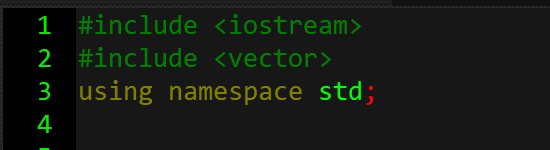 1 #include <iostream>
2 #include <vector>
3 using namespace std;
4